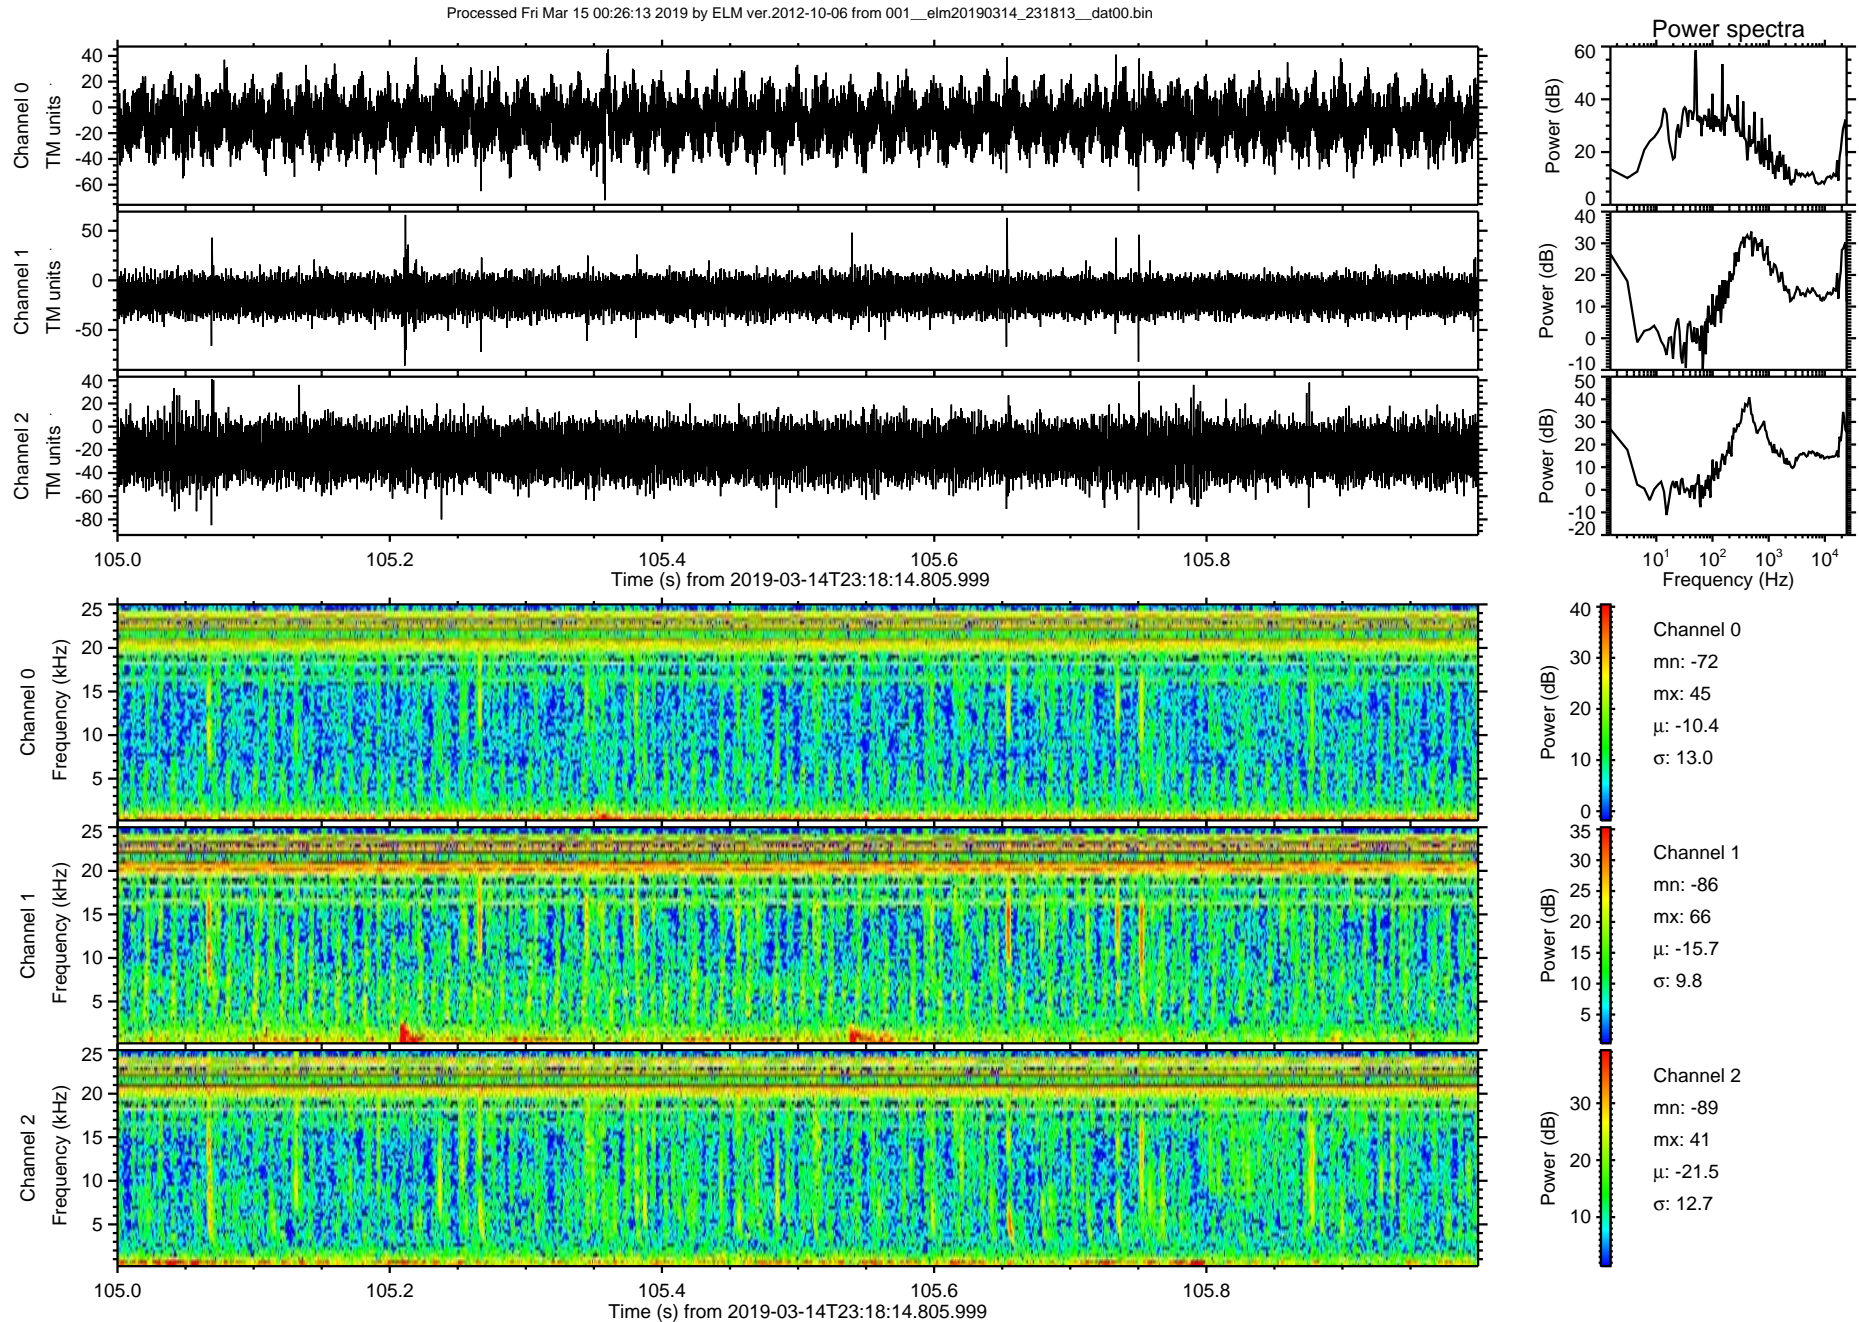 Processed Fri Mar 15 00:26:13 2019 by ELM ver.2012-10-06 from 001__elm20190314_231813__dat00.bin
Power spectra
Channel 0
TM units
40
20
0
-20
-40
-60
Power (dB)
60
40
20
0
Channel 1
TM units
50
0
-50
Power (dB)
40
30
20
10
0
-10
Channel 2
TM units
40
20
0
-20
-40
-60
-80
Power (dB)
50
40
30
20
10
0
-10
-20
105.0 105.2 105.4 105.6 105.8
Time (s) from 2019-03-14T23:18:14.805.999
10^1 10^2 10^3 10^4
Frequency (Hz)
Channel 0
Frequency (kHz)
25
20
15
10
5
Power (dB)
40
30
20
10
0
Channel 0
mn: -72
mx: 45
μ: -10.4
σ: 13.0
Channel 1
Frequency (kHz)
25
20
15
10
5
Power (dB)
35
30
25
20
15
10
5
Channel 1
mn: -86
mx: 66
μ: -15.7
σ: 9.8
Channel 2
Frequency (kHz)
25
20
15
10
5
Power (dB)
30
20
10
Channel 2
mn: -89
mx: 41
μ: -21.5
σ: 12.7
105.0 105.2 105.4 105.6 105.8
Time (s) from 2019-03-14T23:18:14.805.999